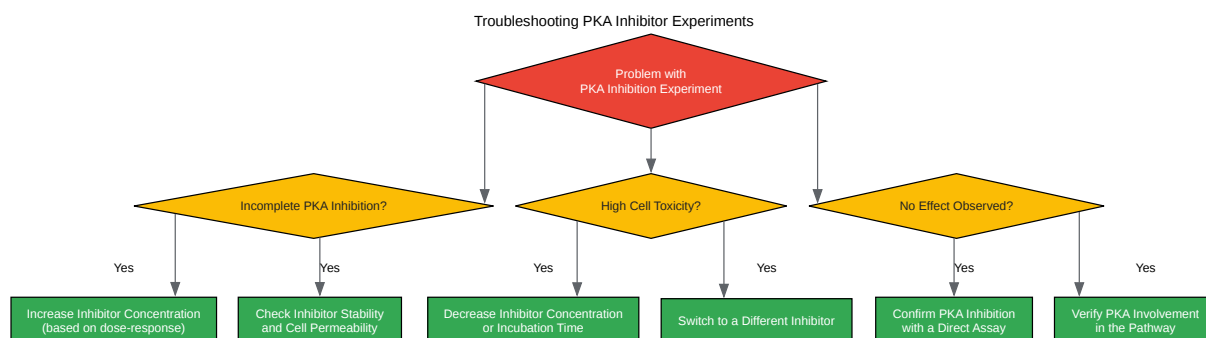 Troubleshooting PKA Inhibitor Experiments
Problem with
PKA Inhibition Experiment
Incomplete PKA Inhibition?
High Cell Toxicity?
No Effect Observed?
Yes
Yes
Yes
Yes
Yes
Yes
Increase Inhibitor Concentration
(based on dose-response)
Check Inhibitor Stability
and Cell Permeability
Decrease Inhibitor Concentration
or Incubation Time
Switch to a Different Inhibitor
Confirm PKA Inhibition
with a Direct Assay
Verify PKA Involvement
in the Pathway